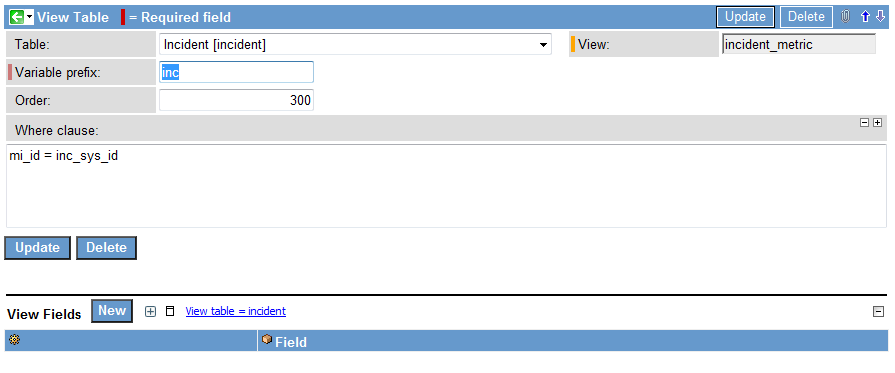 View Table = Required field Update Delete
Table: Incident [incident] View: incident_metric
Variable prefix: inc
Order: 300
Where clause:
mi_id = inc_sys_id
Update Delete
View Fields New View table = incident
Field